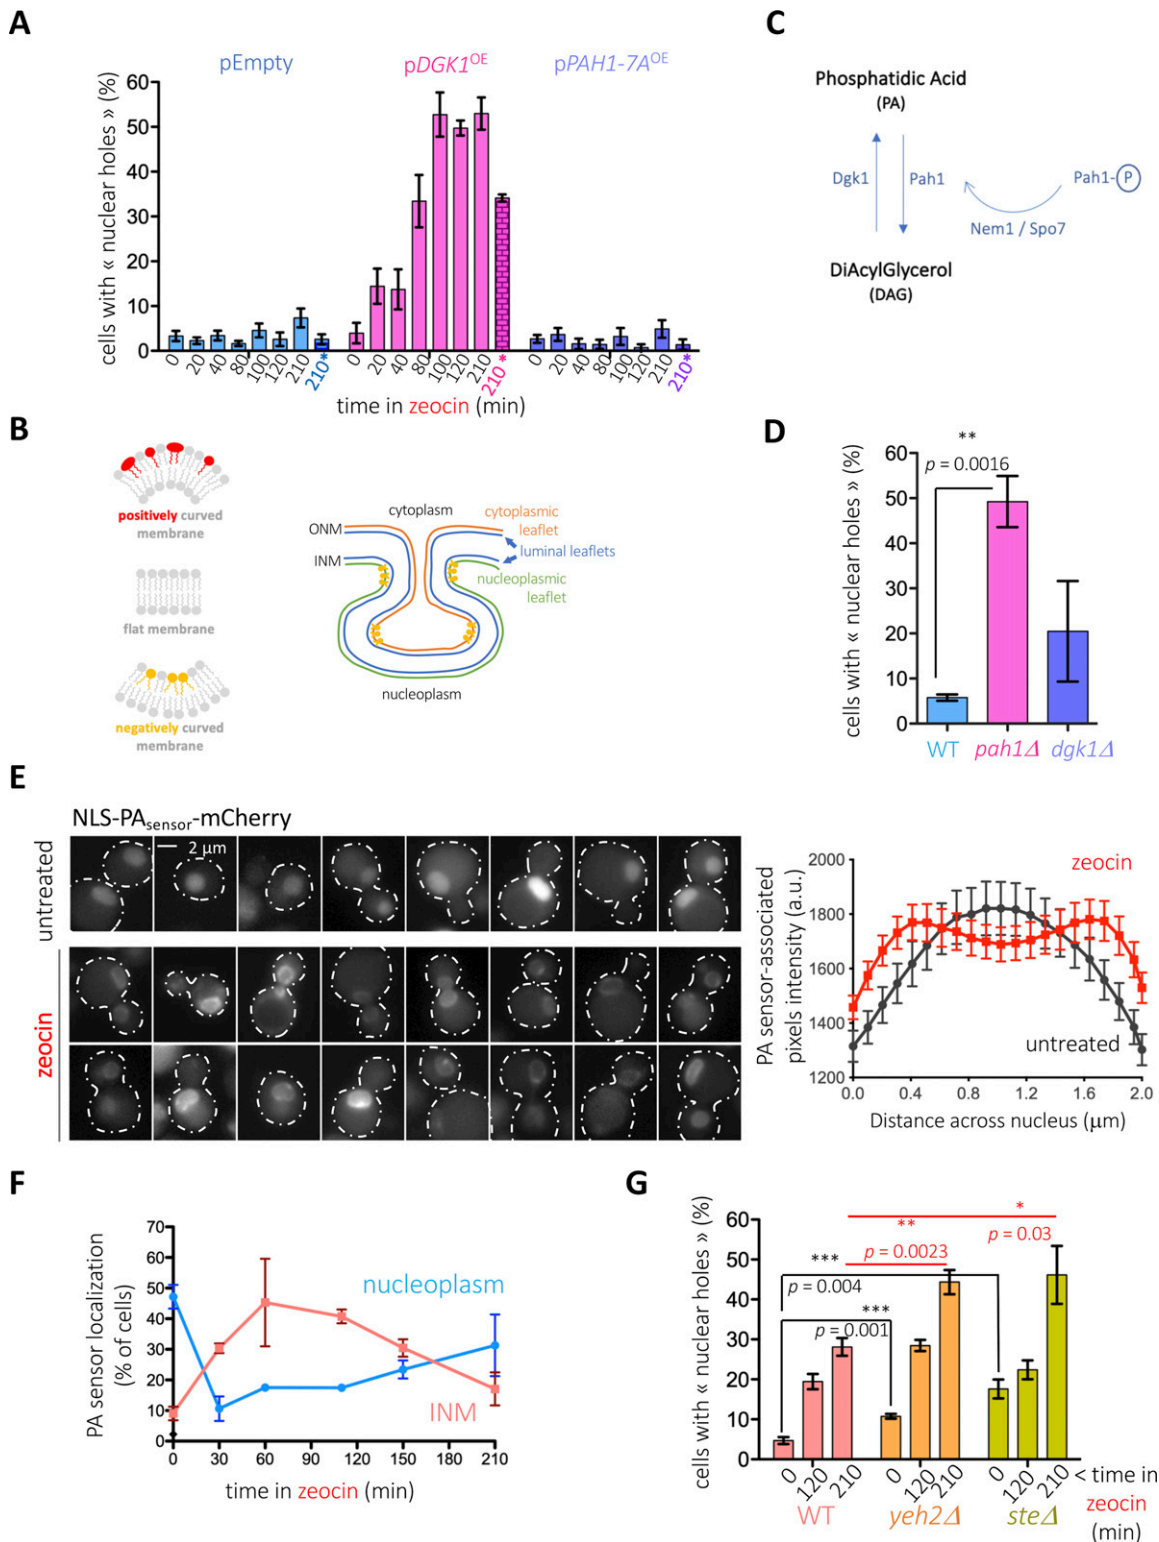 A
pEmpty
pDGK1OE
pPAH1-7AOE
cells with « nuclear holes » (%)
60
50
40
30
20
10
0
0 20 40 80 100 120 210 210*
0 20 40 80 100 120 210 210*
0 20 40 80 100 120 210 210*
time in zeocin (min)
C
Phosphatidic Acid
(PA)
Dgk1
Pah1
Pah1-P
Nem1 / Spo7
DiAcylGlycerol
(DAG)
B
positively curved
membrane
flat membrane
negatively curved
membrane
cytoplasm
ONM
INM
cytoplasmic
leaflet
luminal leaflets
nucleoplasmic
leaflet
nucleoplasm
D
cells with « nuclear holes » (%)
60
50
40
30
20
10
0
**
p = 0.0016
WT pah1Δ dgk1Δ
E
NLS-PAsensor-mCherry
2 μm
untreated
zeocin
PA sensor-associated
pixels intensity (a.u.)
2000
1800
1600
1400
1200
zeocin
untreated
0.0 0.4 0.8 1.2 1.6 2.0
Distance across nucleus (μm)
F
PA sensor localization
(% of cells)
70
60
50
40
30
20
10
0
nucleoplasm
INM
0 30 60 90 120 150 180 210
time in zeocin (min)
G
cells with « nuclear holes » (%)
60
50
40
30
20
10
0
*
**
p = 0.03
p = 0.0023
***
p = 0.004
***
p = 0.001
0 120 210 0 120 210 0 120 210 < time in
WT yeh2Δ steΔ zeocin
(min)